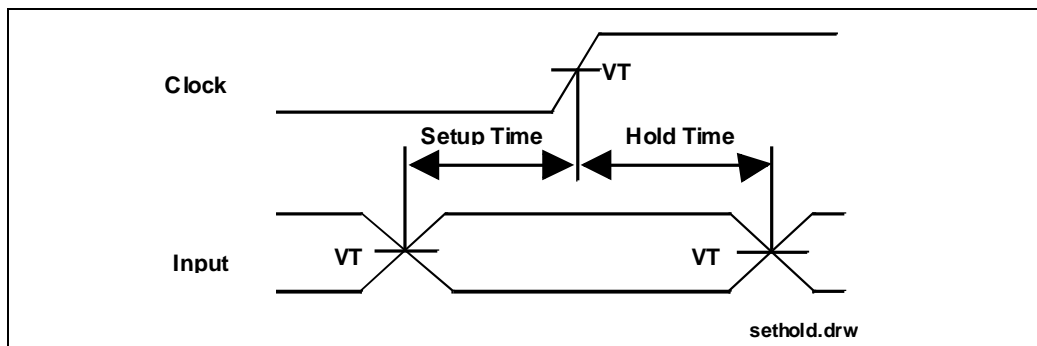 VT
Clock
Setup Time
Hold Time
VT
VT
Input
sethold.drw